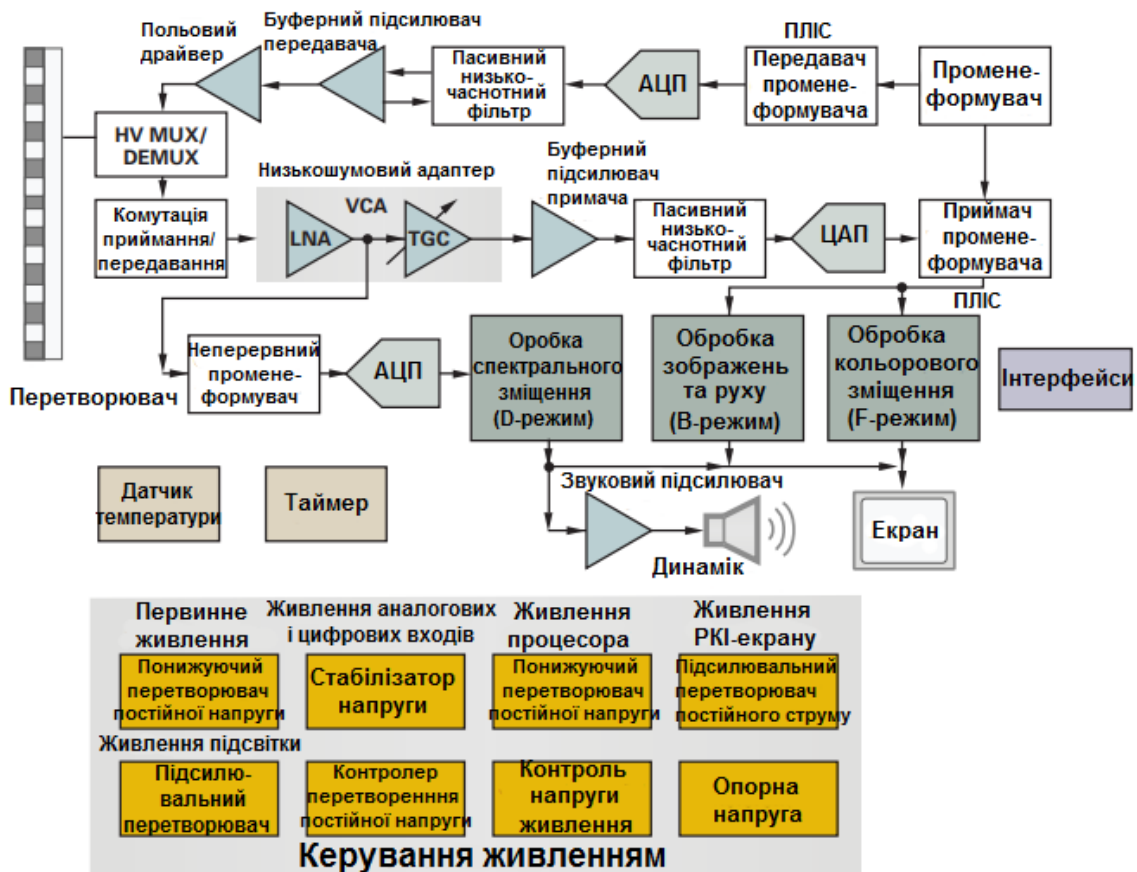 Польовий
драйвер
Буферний підсилювач
передавача
Пасивний
низько-
частотний
фільтр
АЦП
ПЛІС
Передавач
промене-
формувача
Промене-
формувач
HV MUX/
DEMUX
Комутація
приймання/
передавання
Низькошумовий адаптер
VCA
LNA
TGC
Буферний
підсилювач
примача
Пасивний
низько-
частотний
фільтр
ЦАП
Приймач
промене-
формувача
ПЛІС
Перетворювач
Неперервний
промене-
формувач
АЦП
Оробка
спектрального
зміщення
(D-режим)
Обробка
зображень
та руху
(В-режим)
Обробка
кольорового
зміщення
(F-режим)
Інтерфейси
Датчик
температури
Таймер
Звуковий підсилювач
Динамік
Екран
Первинне
живлення
Живлення аналогових
і цифрових входів
Живлення
процесора
Живлення
РКІ-екрану
Понижуючий
перетворювач
постійної напруги
Стабілізатор
напруги
Понижуючий
перетворювач
постійної напруги
Підсилювальний
перетворювач
постійного струму
Живлення підсвітки
Підсилю-
вальний
перетворювач
Контролер
перетворенння
постійної напруги
Контроль
напруги
живлення
Опорна
напруга
Керування живленням